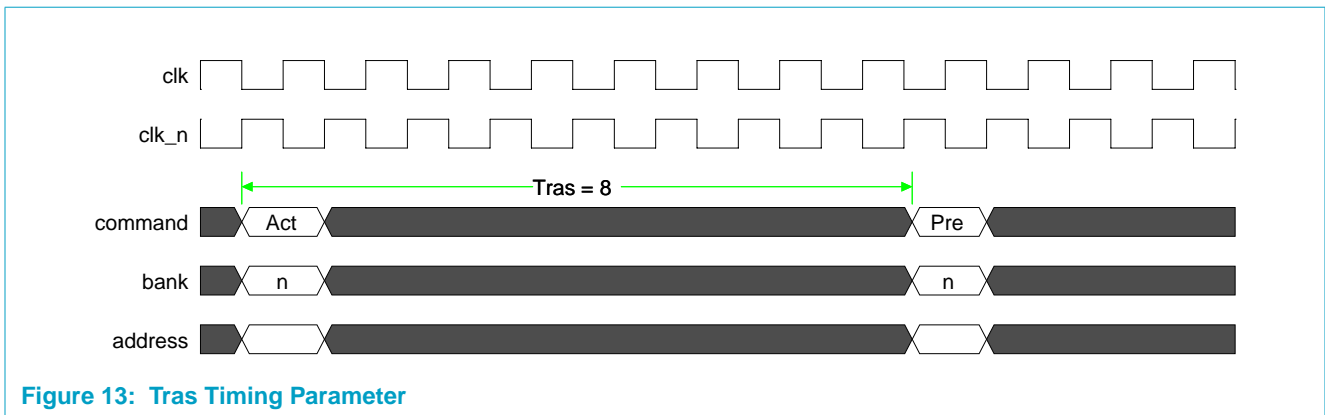 clk
clk_n
Tras = 8
command Act Pre
bank n n
address
Figure 13: Tras Timing Parameter